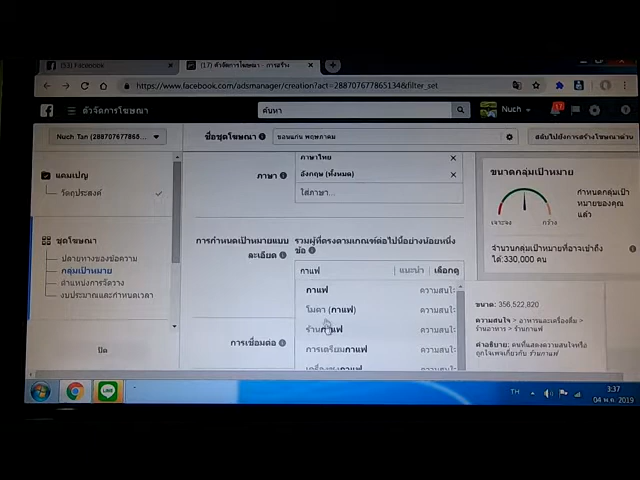 (53) Facebook
(17) ตัวจัดการโฆษณา - การสร้าง
https://www.facebook.com/adsmanager/creation?act=288707677865134&filter_set
ตัวจัดการโฆษณา
ค้นหา
Nuch
17
Nuch Tan (288707677865...
ชื่อชุดโฆษณา
ขอนแก่น พฤษภาคม
สลับไปยังการสร้างโฆษณาด่วน
แคมเปญ
วัตถุประสงค์
ชุดโฆษณา
ปลายทางของข้อความ
กลุ่มเป้าหมาย
ตำแหน่งการจัดวาง
งบประมาณและกำหนดเวลา
ปิด
ภาษา
ภาษาไทย
อังกฤษ (ทั้งหมด)
ใส่ภาษา...
การกำหนดเป้าหมายแบบละเอียด
รวมผู้ที่ตรงตามเกณฑ์ต่อไปนี้อย่างน้อยหนึ่ง
ข้อ
กาแฟ
แนะนำ
เลือกดู
กาแฟ
ความสนใ
โมคา (กาแฟ)
ความสนใ
ร้านกาแฟ
ความสนใ
การเตรียมกาแฟ
ความสนใ
การเชื่อมต่อ
ขนาดกลุ่มเป้าหมาย
เจาะจง
กว้าง
กำหนดกลุ่มเป้า
หมายของคุณ
แล้ว
จำนวนกลุ่มเป้าหมายที่อาจเข้าถึง
ได้:330,000 คน
ขนาด: 356,522,820
ความสนใจ > อาหารและเครื่องดื่ม >
ร้านอาหาร > ร้านกาแฟ
คำอธิบาย: คนที่แสดงความสนใจหรือ
ถูกใจเพจเกี่ยวกับ ร้านกาแฟ
LINE
TH
3:37
04 พ.ค. 2019